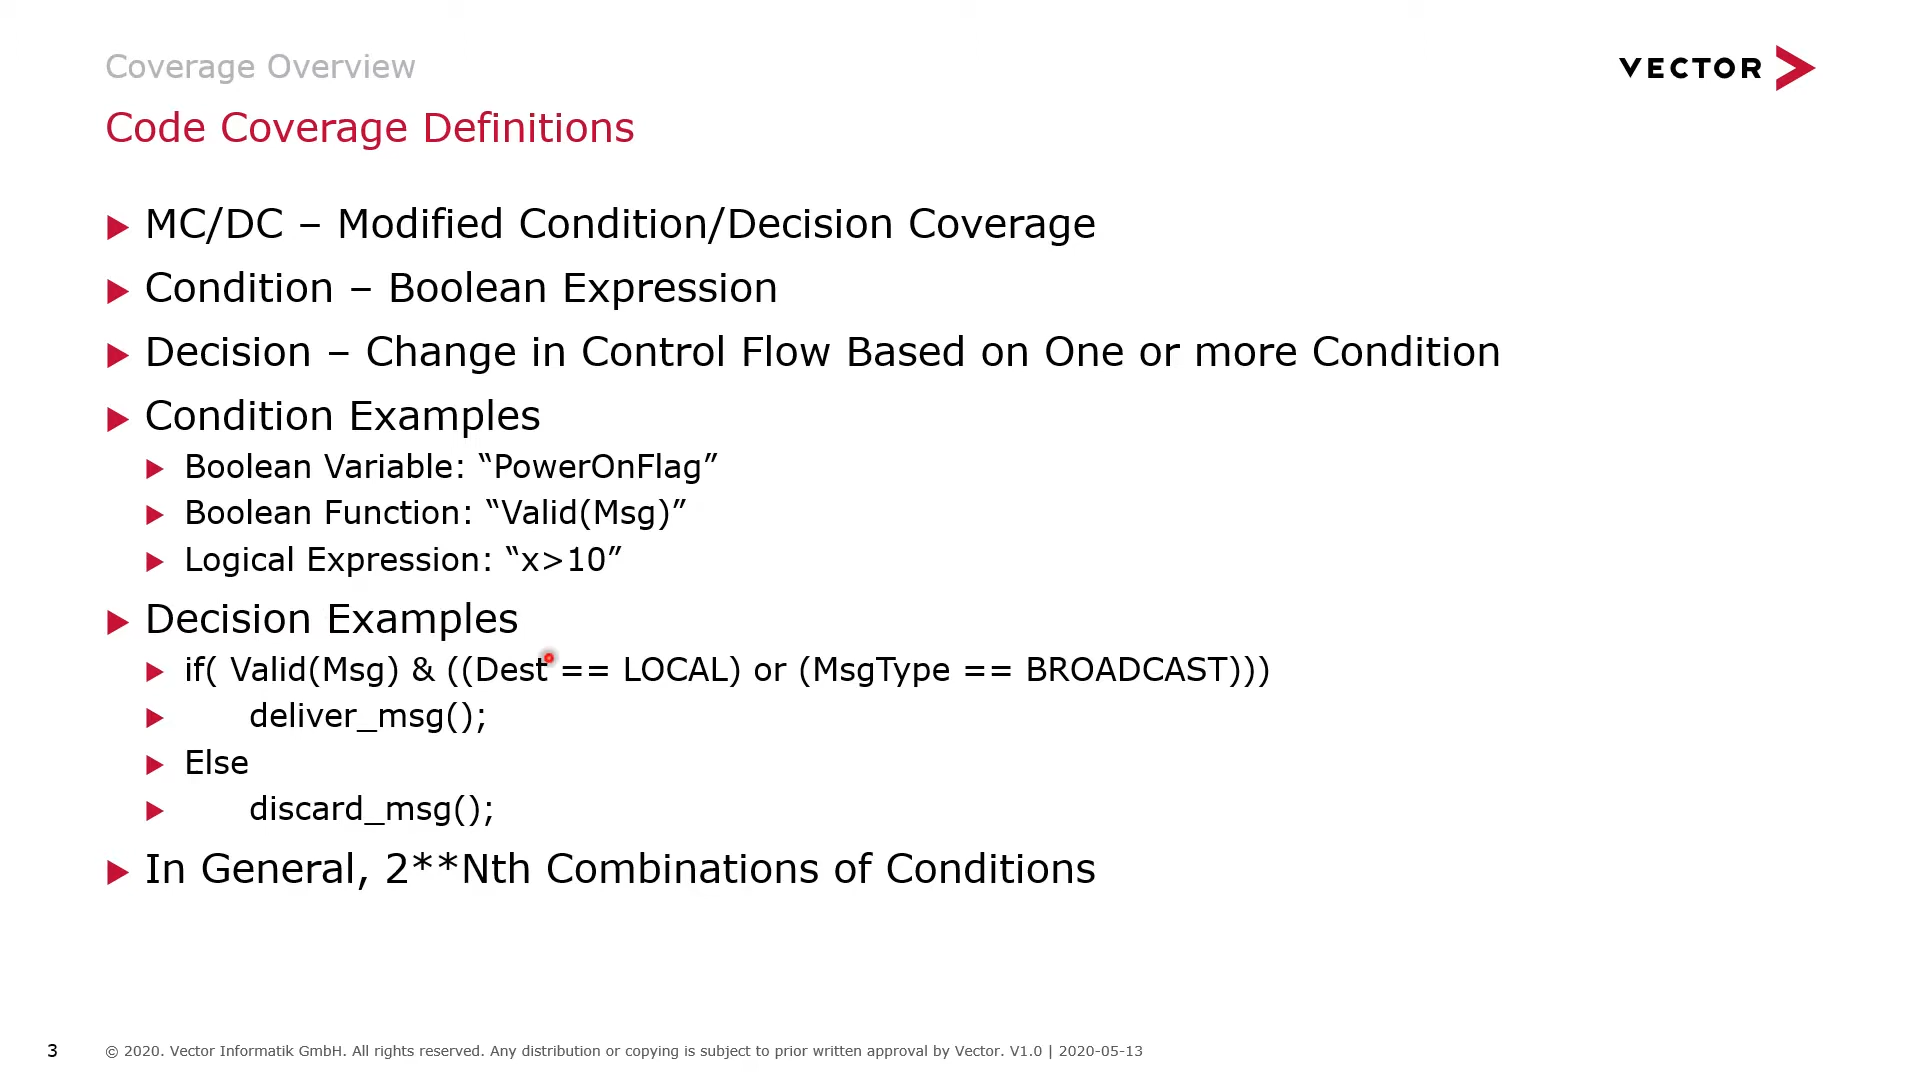 Coverage Overview
VECTOR
Code Coverage Definitions
MC/DC – Modified Condition/Decision Coverage
Condition – Boolean Expression
Decision – Change in Control Flow Based on One or more Condition
Condition Examples
Boolean Variable: “PowerOnFlag”
Boolean Function: “Valid(Msg)”
Logical Expression: “x>10”
Decision Examples
if( Valid(Msg) & ((Dest == LOCAL) or (MsgType == BROADCAST)))
deliver_msg();
Else
discard_msg();
In General, 2**Nth Combinations of Conditions
3 © 2020. Vector Informatik GmbH. All rights reserved. Any distribution or copying is subject to prior written approval by Vector. V1.0 | 2020-05-13